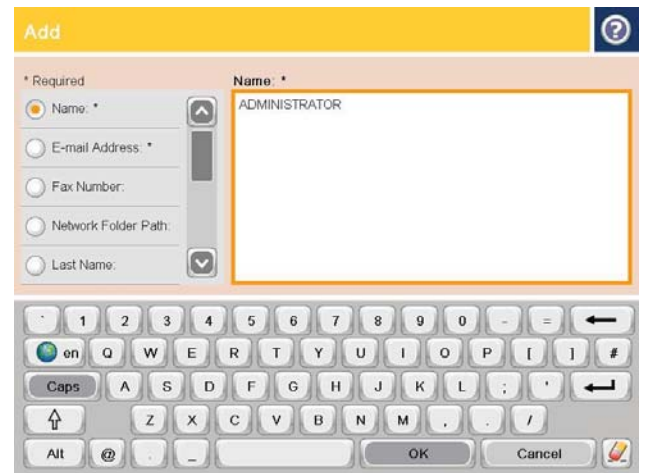 Add
?
* Required
Name: *
Name: *
ADMINISTRATOR
E-mail Address: *
Fax Number:
Network Folder Path:
Last Name:
` 1 2 3 4 5 6 7 8 9 0 - =
en Q W E R T Y U I O P [ ] #
Caps A S D F G H J K L ; '
Z X C V B N M , . /
Alt @ . _ OK Cancel